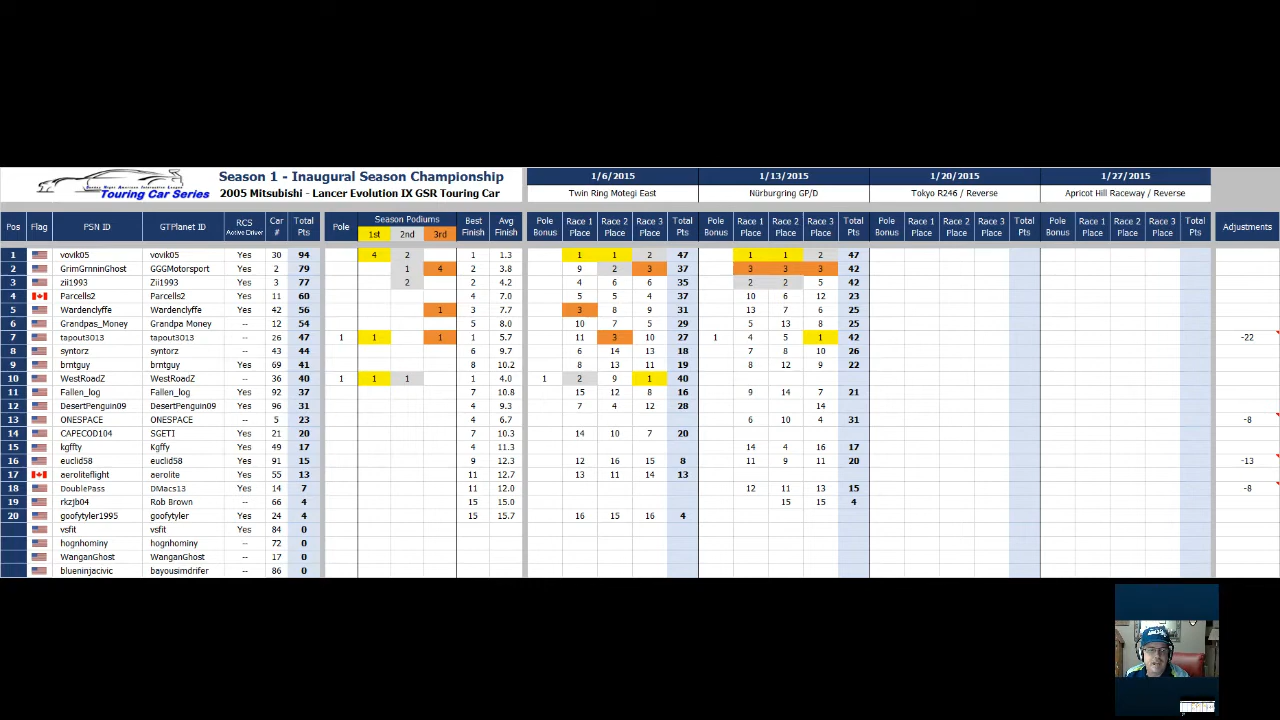 Season 1 - Inaugural Season Championship 1/6/2015 1/13/2015 1/20/2015 1/27/2015
Touring Car Series 2005 Mitsubishi - Lancer Evolution IX GSR Touring Car Twin Ring Motegi East Nürburgring GP/D Tokyo R246 / Reverse Apricot Hill Raceway / Reverse
Pos Flag PSN ID GTPlanet ID RCS Active Driver Car # Total Pts Pole Season Podiums 1st 2nd 3rd Best Finish Avg Finish Pole Bonus Race 1 Place Race 2 Place Race 3 Place Total Pts Pole Bonus Race 1 Place Race 2 Place Race 3 Place Total Pts Pole Bonus Race 1 Place Race 2 Place Race 3 Place Total Pts Pole Bonus Race 1 Place Race 2 Place Race 3 Place Total Pts Adjustments
1 vovik05 vovik05 Yes 30 94 4 2 1 1.3 1 1 2 47 1 1 2 47
2 GrimGrninGhost GGGMotorsport Yes 2 79 1 4 2 3.8 9 2 3 37 3 3 3 42
3 zii1993 Zii1993 Yes 3 77 2 2 4.2 4 6 6 35 2 2 5 42
4 Parcells2 Parcells2 Yes 11 60 4 7.0 5 5 4 37 10 6 12 23
5 Wardenclyffe Wardenclyffe Yes 42 56 1 3 7.7 3 8 9 31 13 7 6 25
6 Grandpas_Money Grandpa Money -- 12 54 5 8.0 10 7 5 29 5 13 8 25
7 tapout3013 tapout3013 -- 26 47 1 1 1 1 5.7 11 3 10 27 1 4 5 1 42 -22
8 syntorz syntorz -- 43 44 6 9.7 6 14 13 18 7 8 10 26
9 brntguy brntguy Yes 69 41 8 10.2 8 13 11 19 8 12 9 22
10 WestRoadZ WestRoadZ -- 36 40 1 1 1 1 4.0 1 2 9 1 40
11 Fallen_log Fallen_log Yes 92 37 7 10.8 15 12 8 16 9 14 7 21
12 DesertPenguin09 DesertPenguin09 Yes 96 31 4 9.3 7 4 12 28 14
13 ONESPACE ONESPACE -- 5 23 4 6.7 6 10 4 31 -8
14 CAPECOD104 SGETI Yes 21 20 7 10.3 14 10 7 20
15 kgffty Kgffy Yes 49 17 4 11.3 14 4 16 17
16 euclid58 euclid58 Yes 91 15 9 12.3 12 16 15 8 11 9 11 20 -13
17 aeroliteflight aerolite Yes 55 13 11 12.7 13 11 14 13
18 DoublePass DMacs13 Yes 14 7 11 12.0 12 11 13 15 -8
19 rkzjb04 Rob Brown -- 66 4 15 15.0 15 15 4
20 goofytyler1995 goofytyler Yes 24 4 15 15.7 16 15 16 4
vsfit vsfit Yes 84 0
hognhominy hognhominy -- 72 0
WanganGhost WanganGhost -- 17 0
blueninjacivic bayousimdrifer -- 86 0